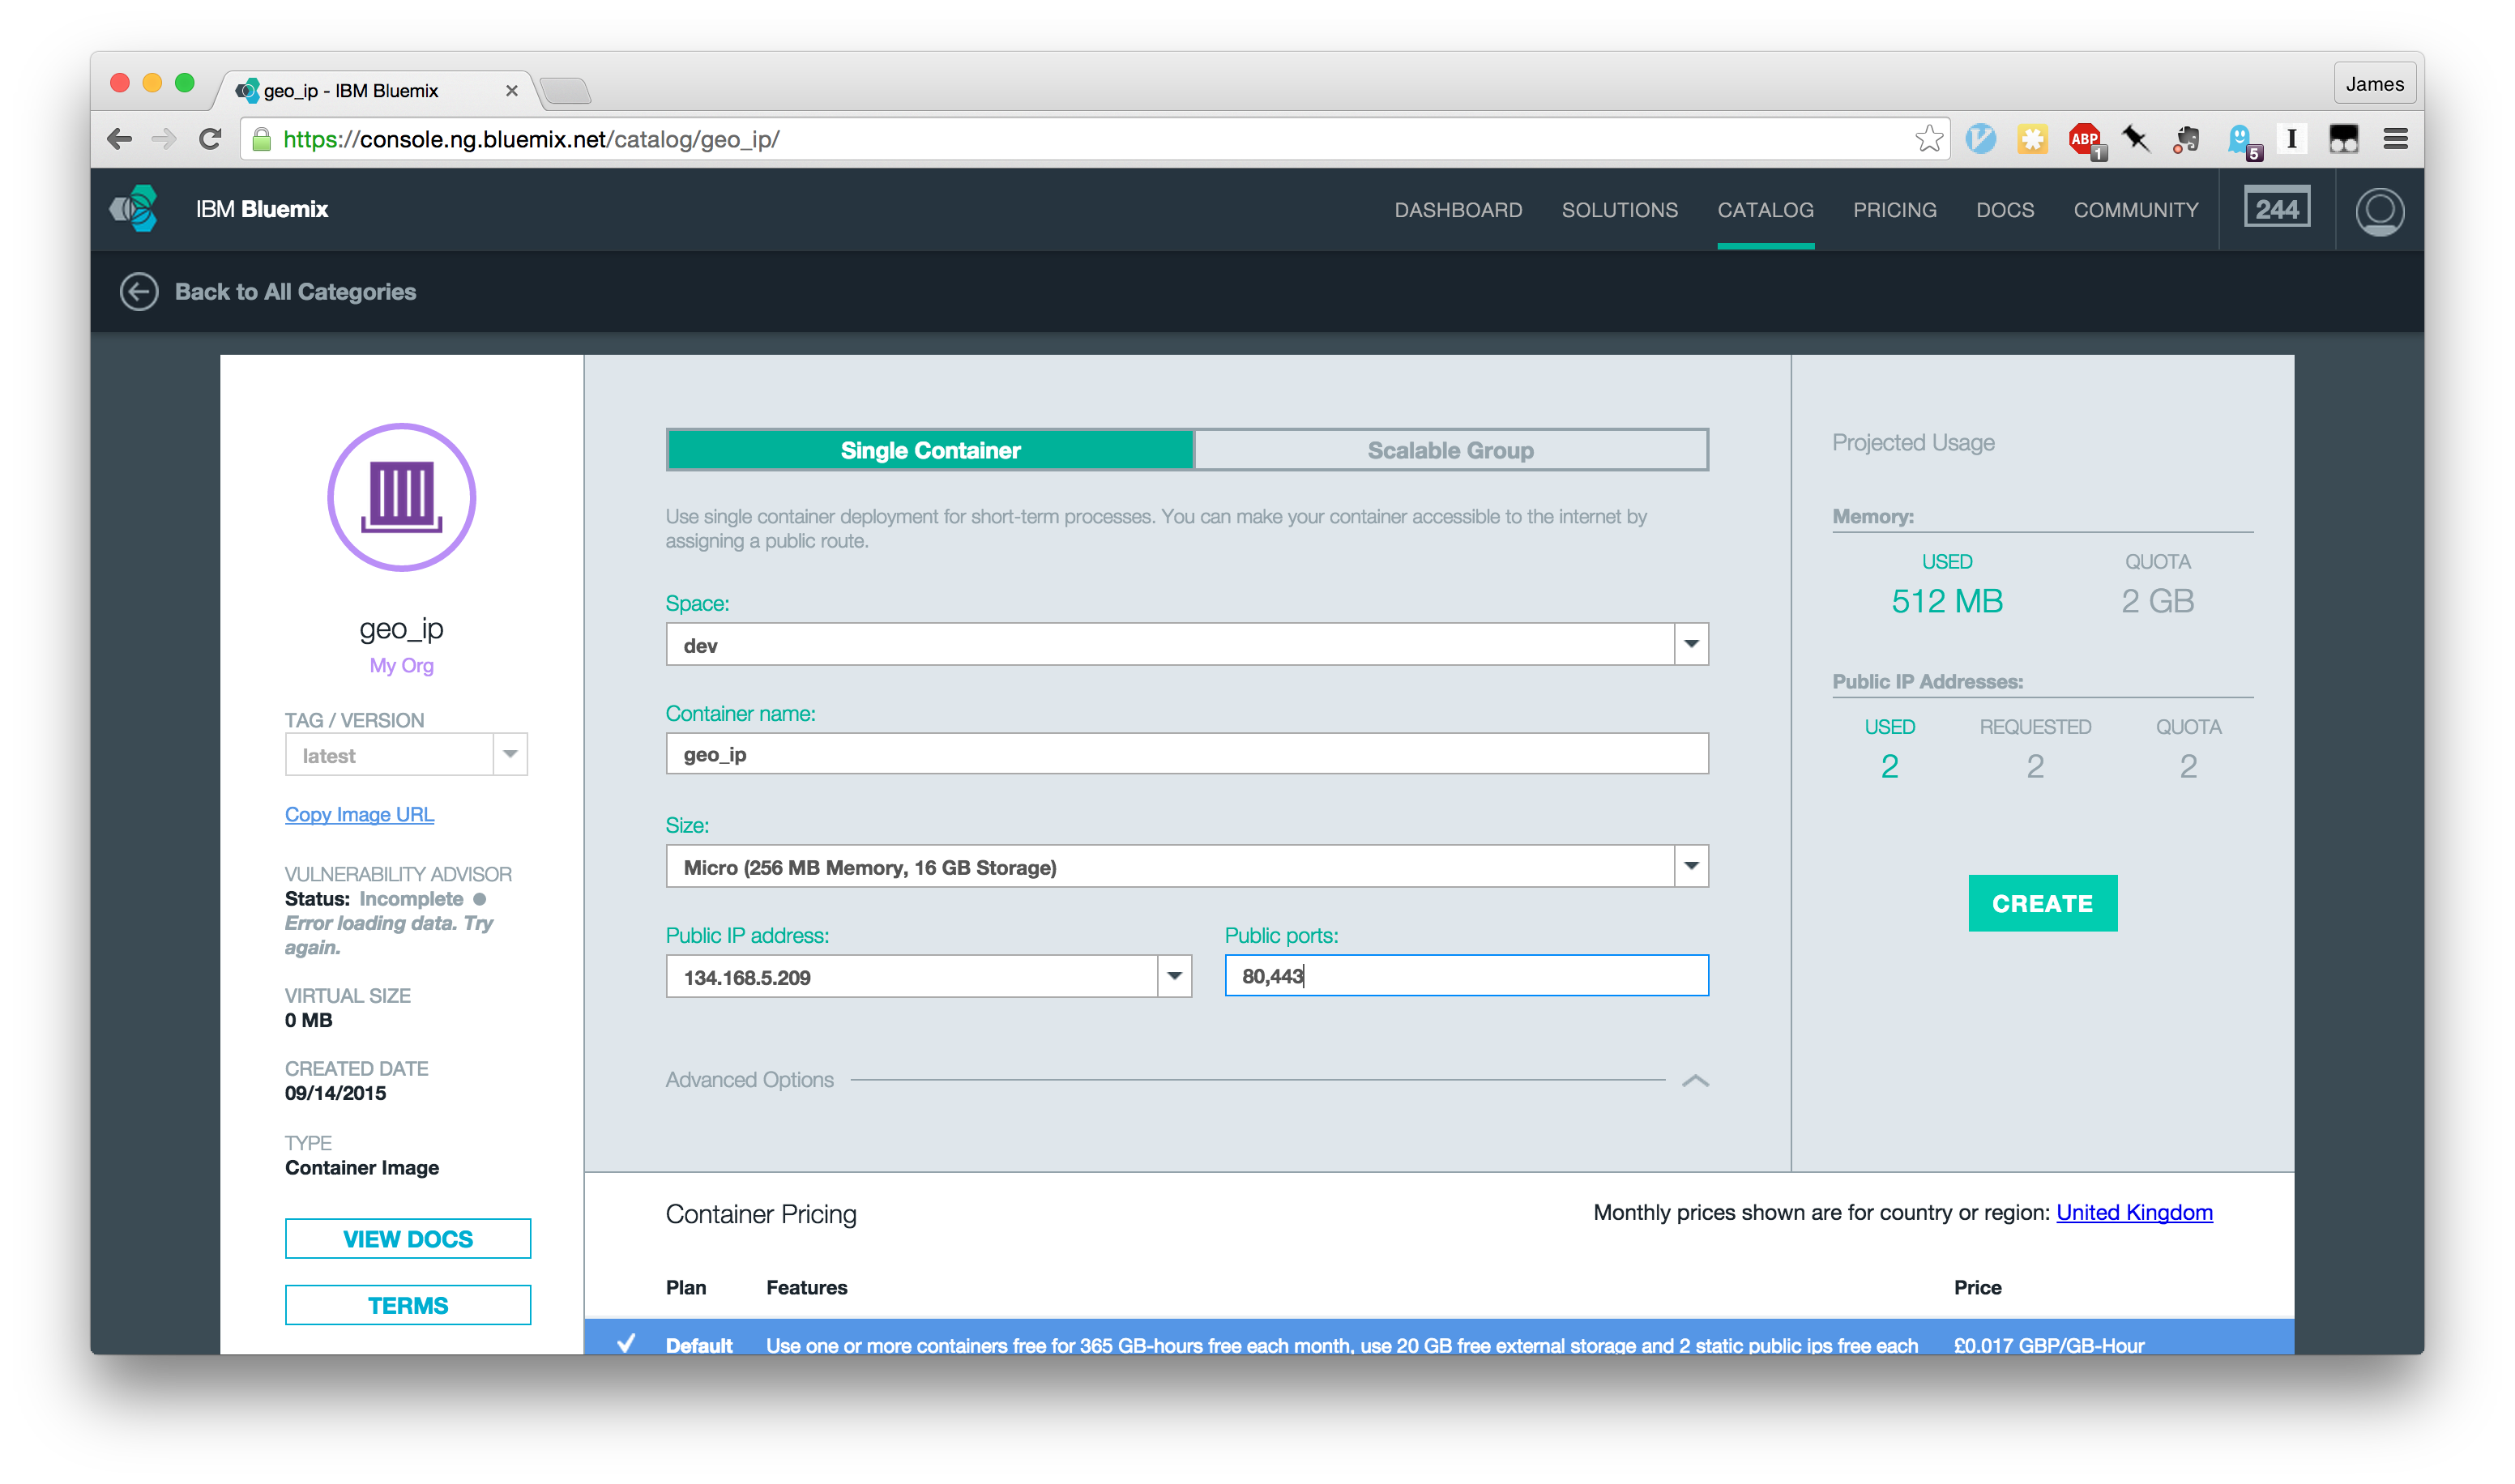 geo_ip - IBM Bluemix
James
https://console.ng.bluemix.net/catalog/geo_ip/
ABP
1
5
I
IBM Bluemix
DASHBOARD
SOLUTIONS
CATALOG
PRICING
DOCS
COMMUNITY
244
Back to All Categories
geo_ip
My Org
TAG / VERSION
latest
Copy Image URL
VULNERABILITY ADVISOR
Status: Incomplete
Error loading data. Try
again.
VIRTUAL SIZE
0 MB
CREATED DATE
09/14/2015
TYPE
Container Image
VIEW DOCS
TERMS
Single Container
Scalable Group
Use single container deployment for short-term processes. You can make your container accessible to the internet by
assigning a public route.
Space:
dev
Container name:
geo_ip
Size:
Micro (256 MB Memory, 16 GB Storage)
Public IP address:
Public ports:
134.168.5.209
80,443
Advanced Options
Projected Usage
Memory:
USED
QUOTA
512 MB
2 GB
Public IP Addresses:
USED
REQUESTED
QUOTA
2
2
2
CREATE
Container Pricing
Monthly prices shown are for country or region: United Kingdom
Plan
Features
Price
Default
Use one or more containers free for 365 GB-hours free each month, use 20 GB free external storage and 2 static public ips free each
£0.017 GBP/GB-Hour